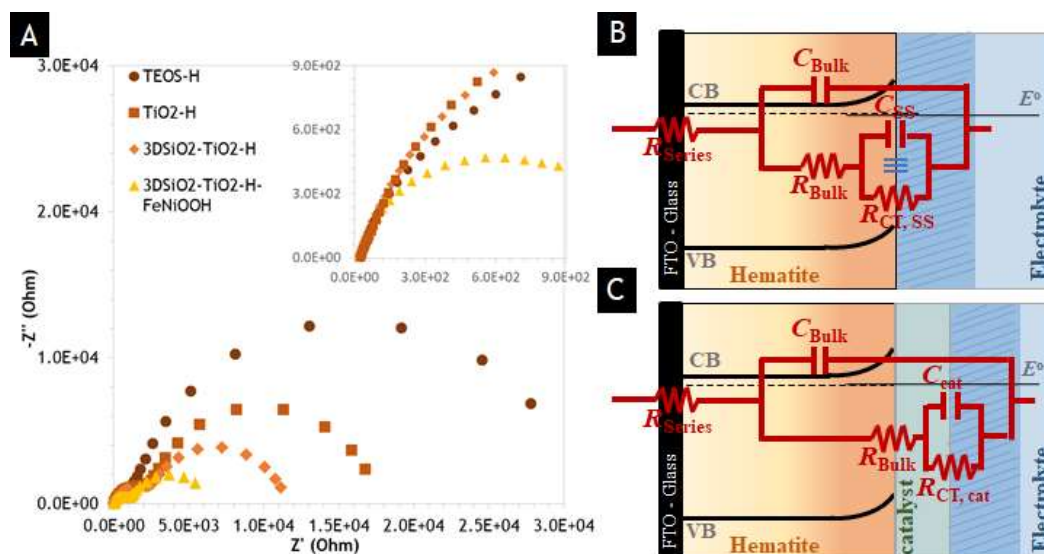 A
3.0E+04
2.0E+04
1.0E+04
0.0E+00
-Z'' (Ohm)
TEOS-H
TiO2-H
3DSiO2-TiO2-H
3DSiO2-TiO2-H-
FeNiOOH
9.0E+02
6.0E+02
3.0E+02
0.0E+00
0.0E+00 3.0E+02 6.0E+02 9.0E+02
0.0E+00 5.0E+03 1.0E+04 1.5E+04 2.0E+04 2.5E+04 3.0E+04
Z' (Ohm)
B
C Bulk
CB
C SS
E°
R Series
R Bulk
R CT, SS
FTO - Glass
VB
Hematite
Electrolyte
C
C Bulk
CB
C cat
E°
R Series
R Bulk
R CT, cat
FTO - Glass
VB
Hematite
catalyst
Electrolyte